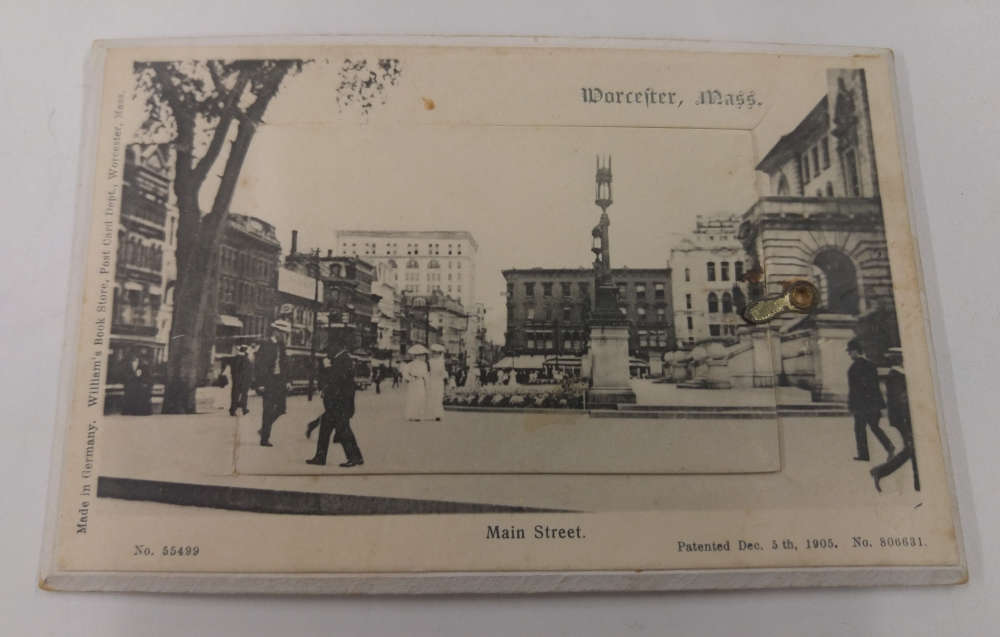 Worcester, Mass.
Made in Germany. William's Book Store, Post Card Dept., Worcester, Mass.
Main Street.
No. 55499
Patented Dec. 5th, 1905. No. 806631.